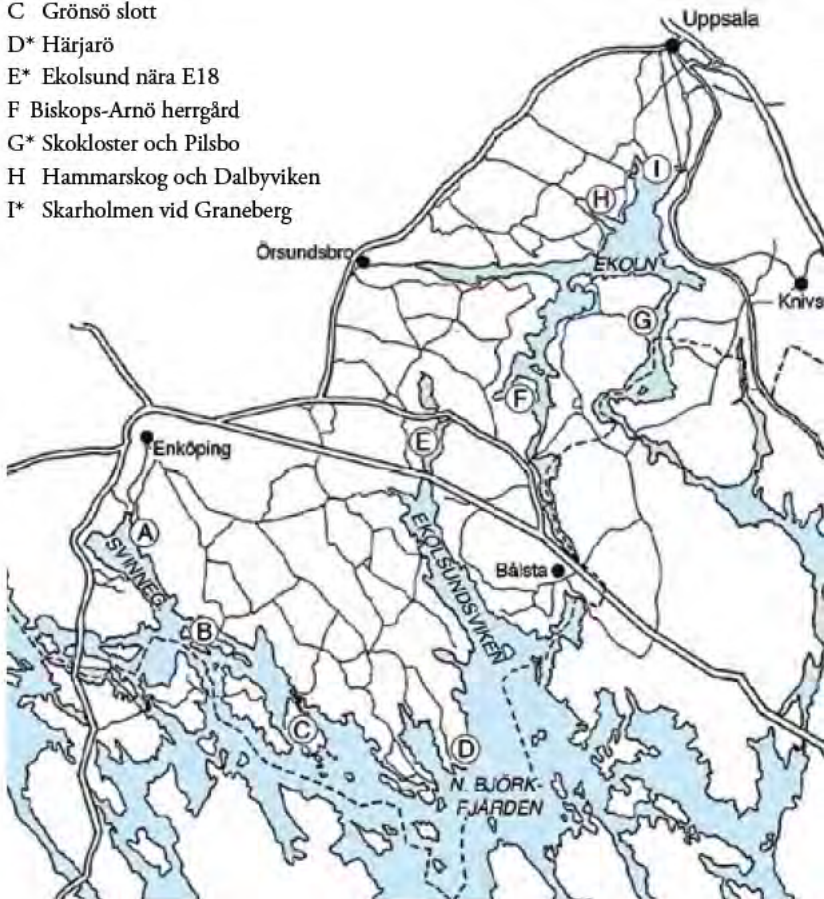 C Grönsö slott
D* Härjarö
E* Ekolsund nära E18
F Biskops-Arnö herrgård
G* Skokloster och Pilsbo
H Hammarskog och Dalbyviken
I* Skarholmen vid Graneberg
Uppsala
I
H
Örsundsbro
EKOLN
Knivs
G
F
E
Enköping
A
SVINNEG
EKOLSUNDSVIKEN
Bålsta
B
C
D
N. BJÖRK-
FJÄRDEN